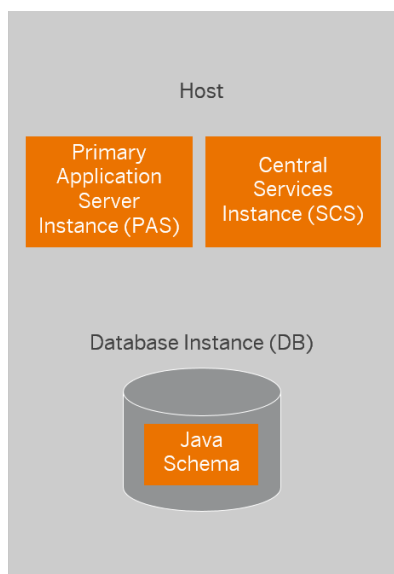 Host
Primary
Application
Server
Instance (PAS)
Central
Services
Instance (SCS)
Database Instance (DB)
Java
Schema